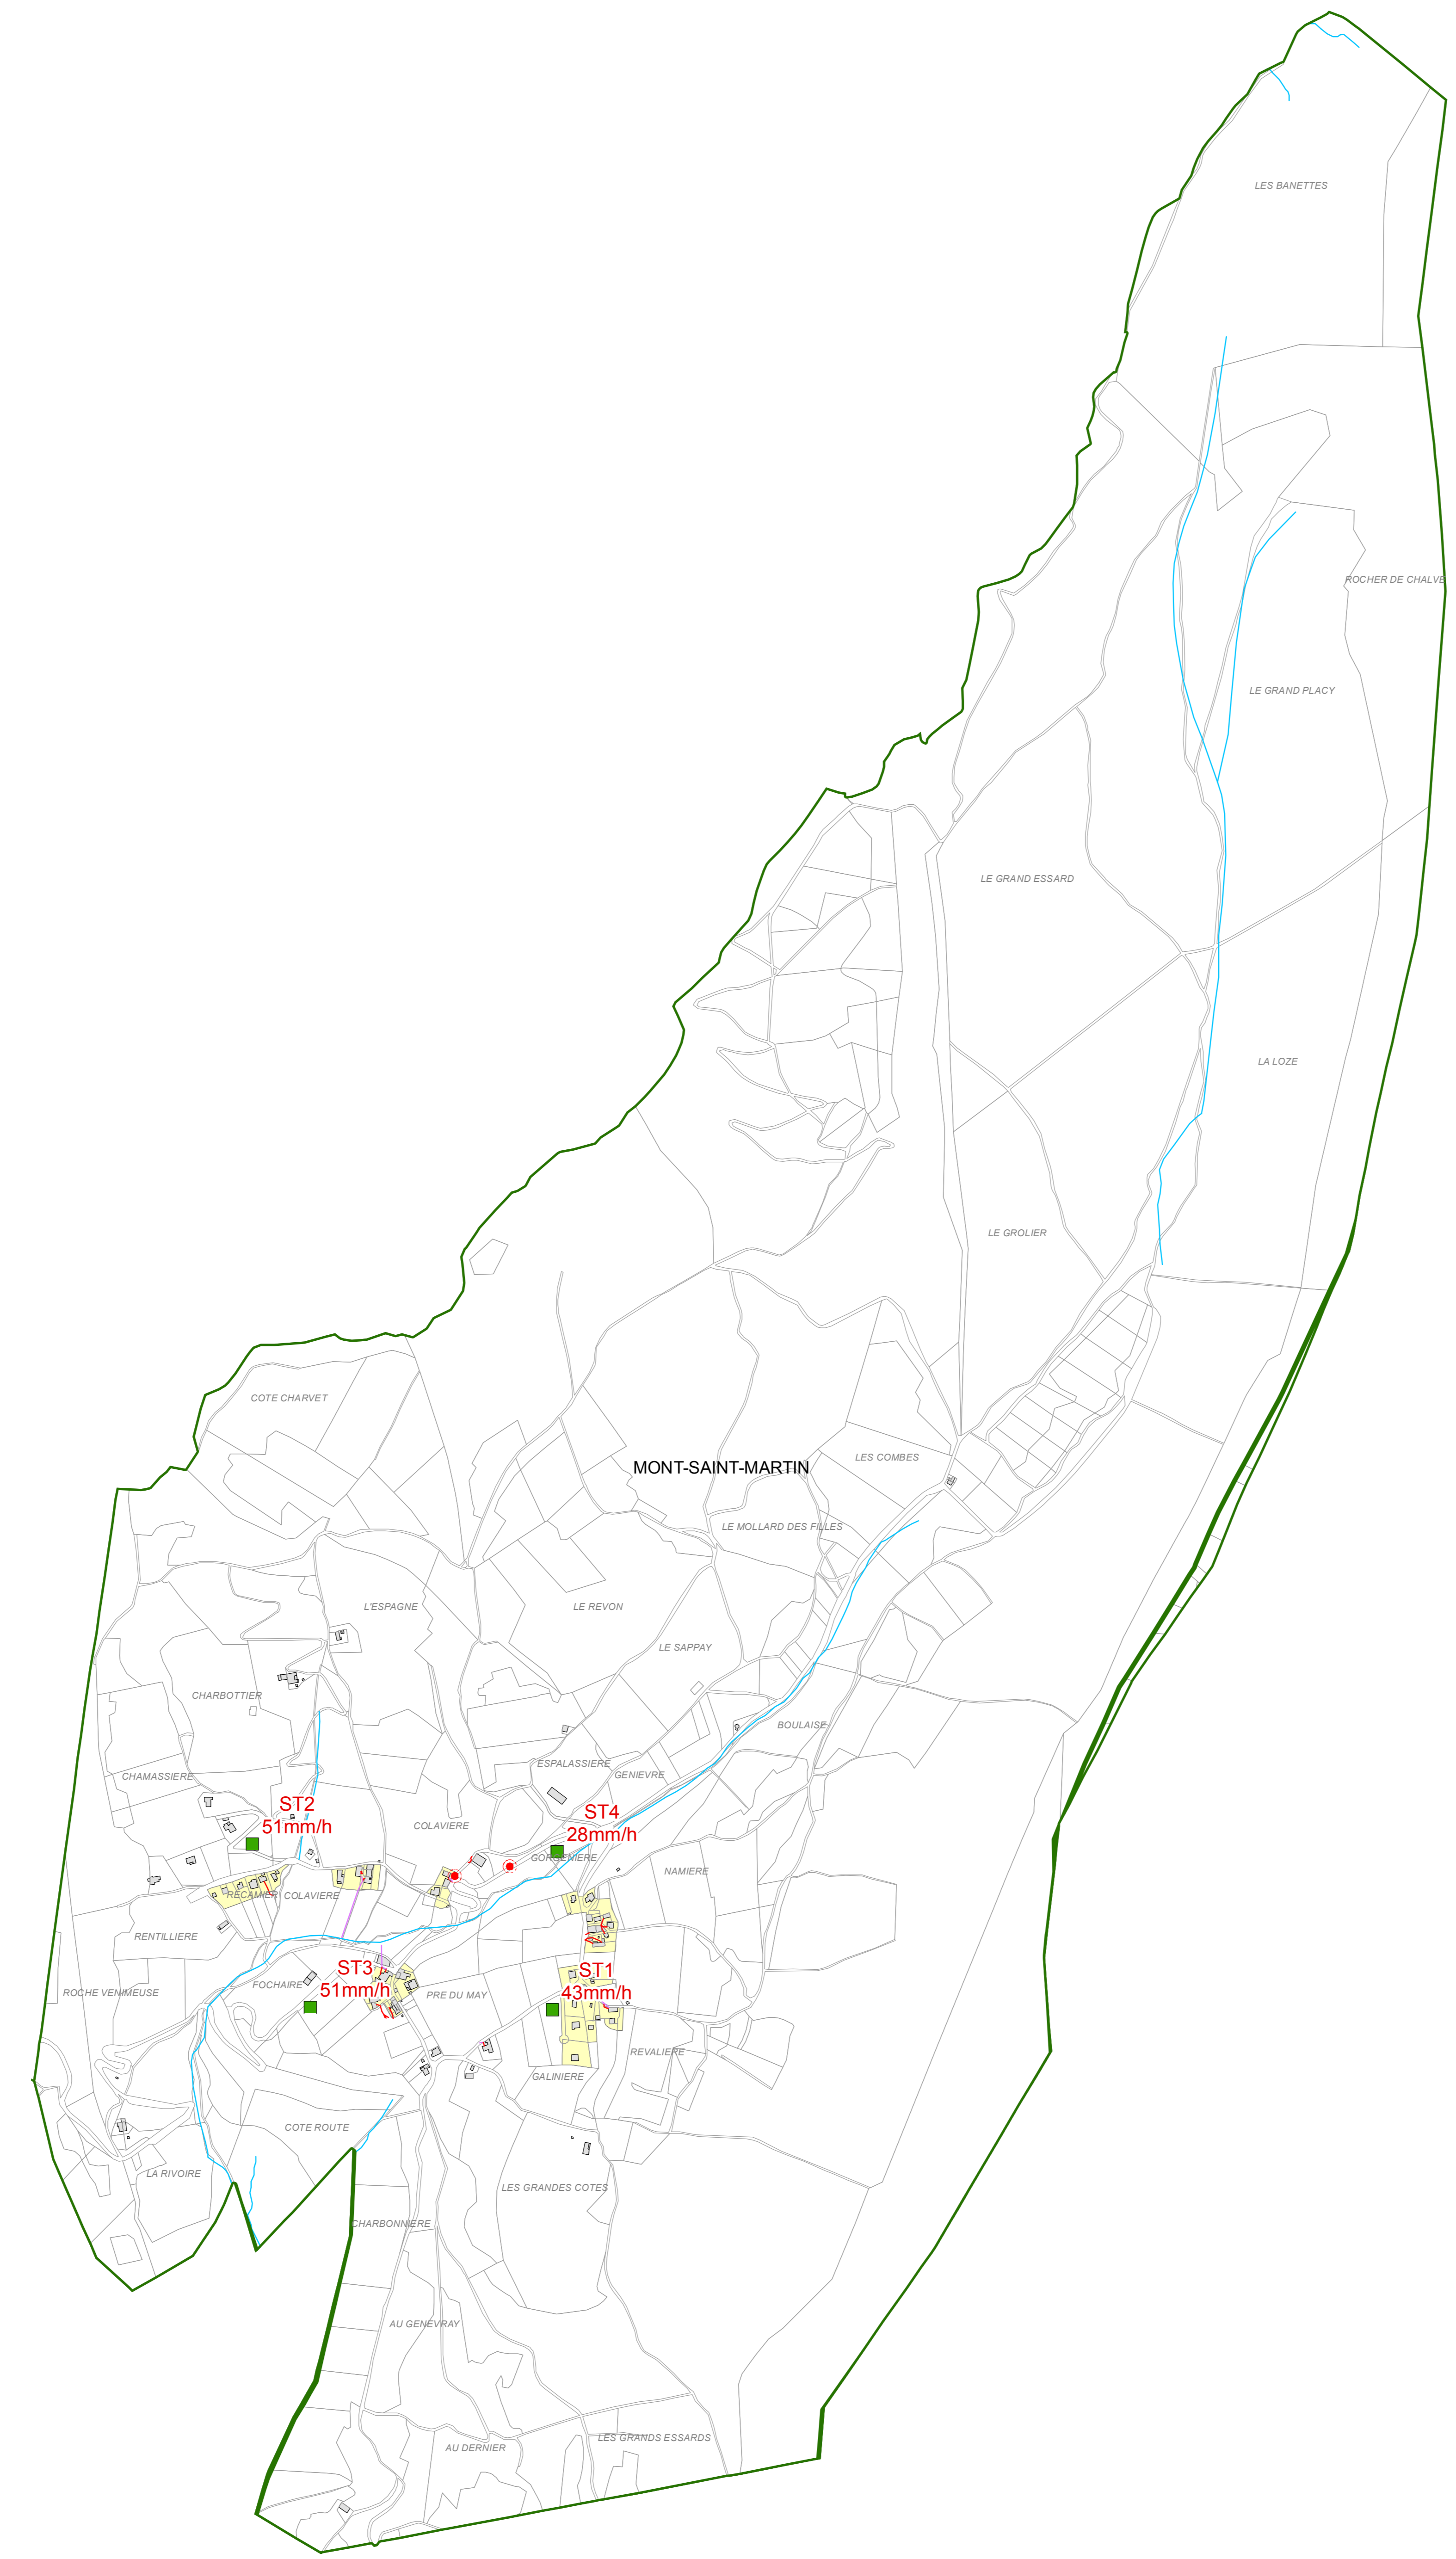 LES BANETTES
ROCHER DE CHALVE
LE GRAND PLACY
LE GRAND ESSARD
LA LOZE
LE GROLIER
COTE CHARVET
MONT-SAINT-MARTIN
LES COMBES
LE MOLLARD DES FILLES
L'ESPAGNE
LE REVON
LE SAPPAY
CHARBOTTIER
BOULAISE
ESPALASSIERE
GENIEVRE
CHAMASSIERE
ST2
51mm/h
COLAVIERE
ST4
28mm/h
GORGENIERE
NAMIERE
RECAMIER
COLAVIERE
RENTILLIERE
ST3
51mm/h
ST1
43mm/h
FOCHAIRE
ROCHE VENIMEUSE
PRE DU MAY
REVALIERE
GALINIERE
COTE ROUTE
LA RIVOIRE
LES GRANDES COTES
CHARBONNIERE
AU GENEVRAY
LES GRANDS ESSARDS
AU DERNIER